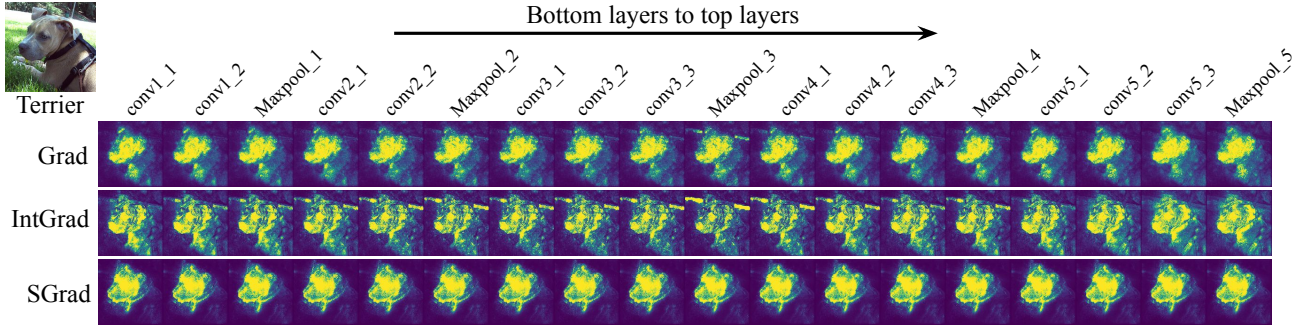 Bottom layers to top layers
conv1_1
conv1_2
Maxpool_1
conv2_1
conv2_2
Maxpool_2
conv3_1
conv3_2
conv3_3
Maxpool_3
conv4_1
conv4_2
conv4_3
Maxpool_4
conv5_1
conv5_2
conv5_3
Maxpool_5
Terrier
Grad
IntGrad
SGrad